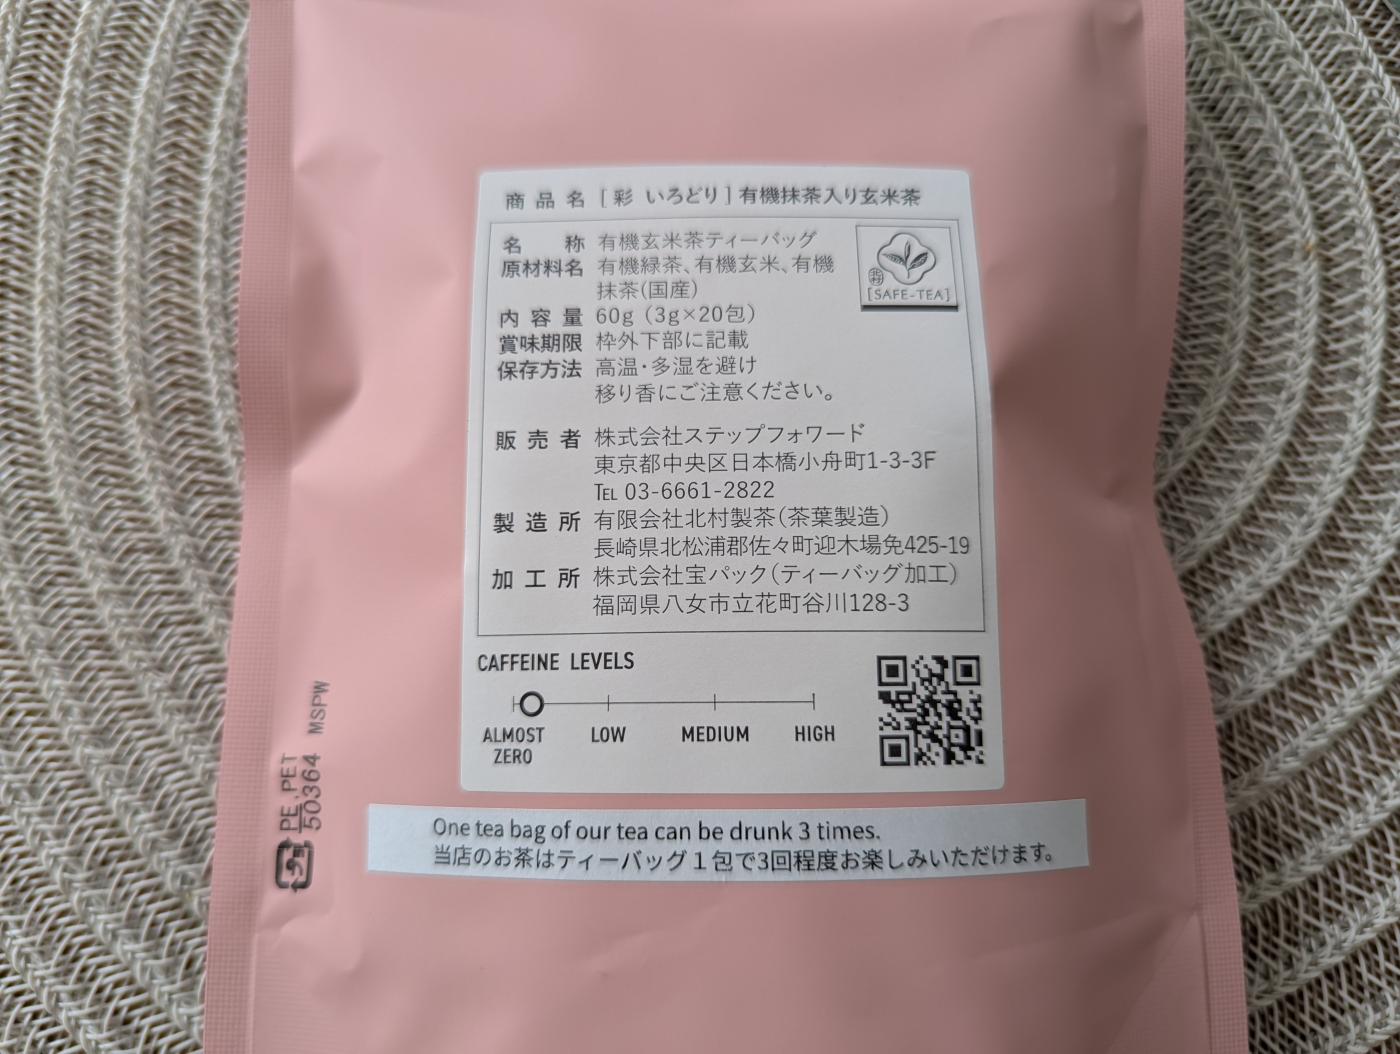 商品名 [彩 いろどり] 有機抹茶入り玄米茶
名称 有機玄米茶ティーバッグ
原材料名 有機緑茶、有機玄米、有機
抹茶(国産)
内容量 60g (3g×20包)
賞味期限 枠外下部に記載
保存方法 高温・多湿を避け
移り香にご注意ください。
北村
[SAFE-TEA]
販売者 株式会社ステップフォワード
東京都中央区日本橋小舟町1-3-3F
℡ 03-6661-2822
製造所 有限会社北村製茶(茶葉製造)
長崎県北松浦郡佐々町迎木場免425-19
加工所 株式会社宝パック(ティーバッグ加工)
福岡県八女市立花町谷川128-3
CAFFEINE LEVELS
ALMOST ZERO LOW MEDIUM HIGH
One tea bag of our tea can be drunk 3 times.
当店のお茶はティーバッグ1包で3回程度お楽しみいただけます。
PE,PET
50364 MSPW